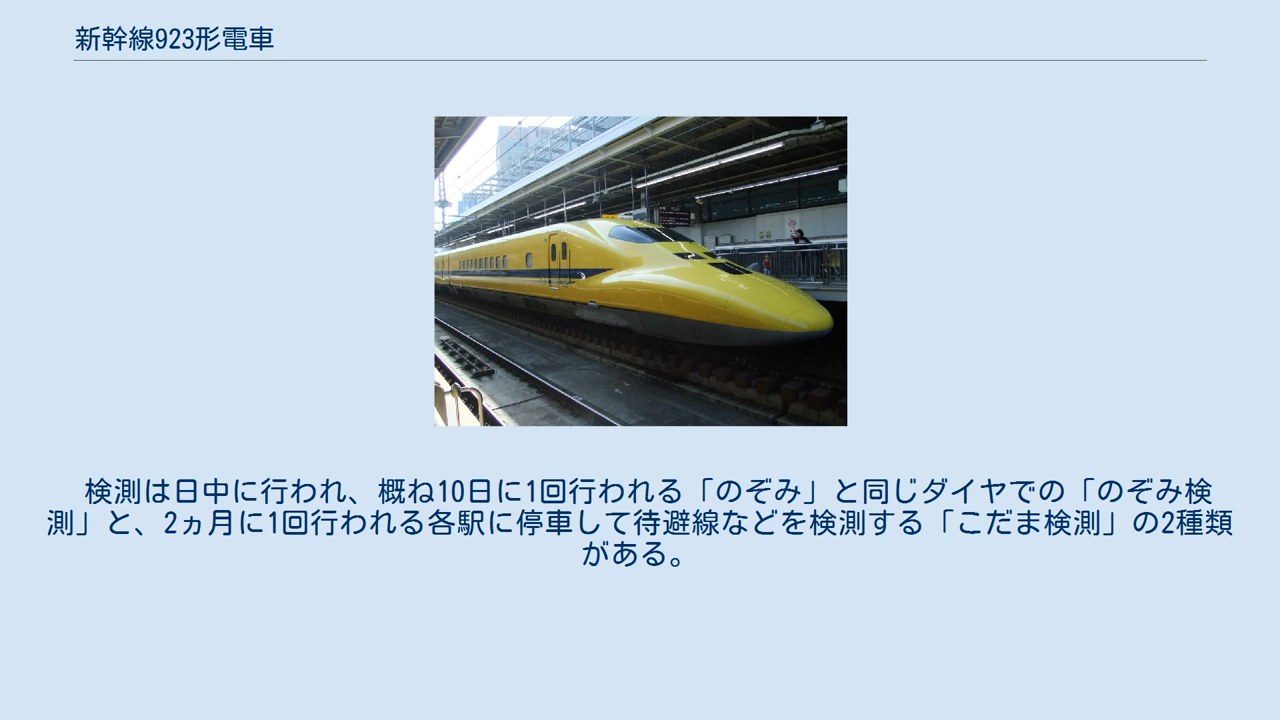 新幹線923形電車
検測は日中に行われ、概ね10日に1回行われる「のぞみ」と同じダイヤでの「のぞみ検
測」と、2ヵ月に1回行われる各駅に停車して待避線などを検測する「こだま検測」の2種類
がある。